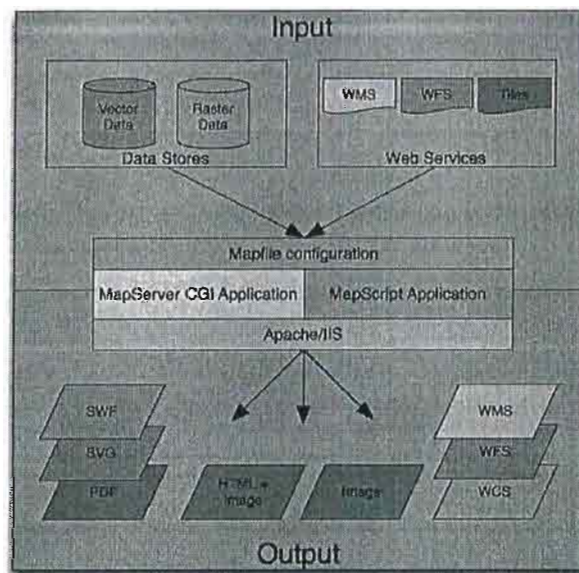 Input
Vector
Data
Raster
Data
Data Stores
WMS
WFS
Tiles
Web Services
Mapfile configuration
MapServer CGI Application
MapScript Application
Apache/IIS
SWF
SVG
PDF
HTML +
Image
Image
WMS
WFS
WCS
Output